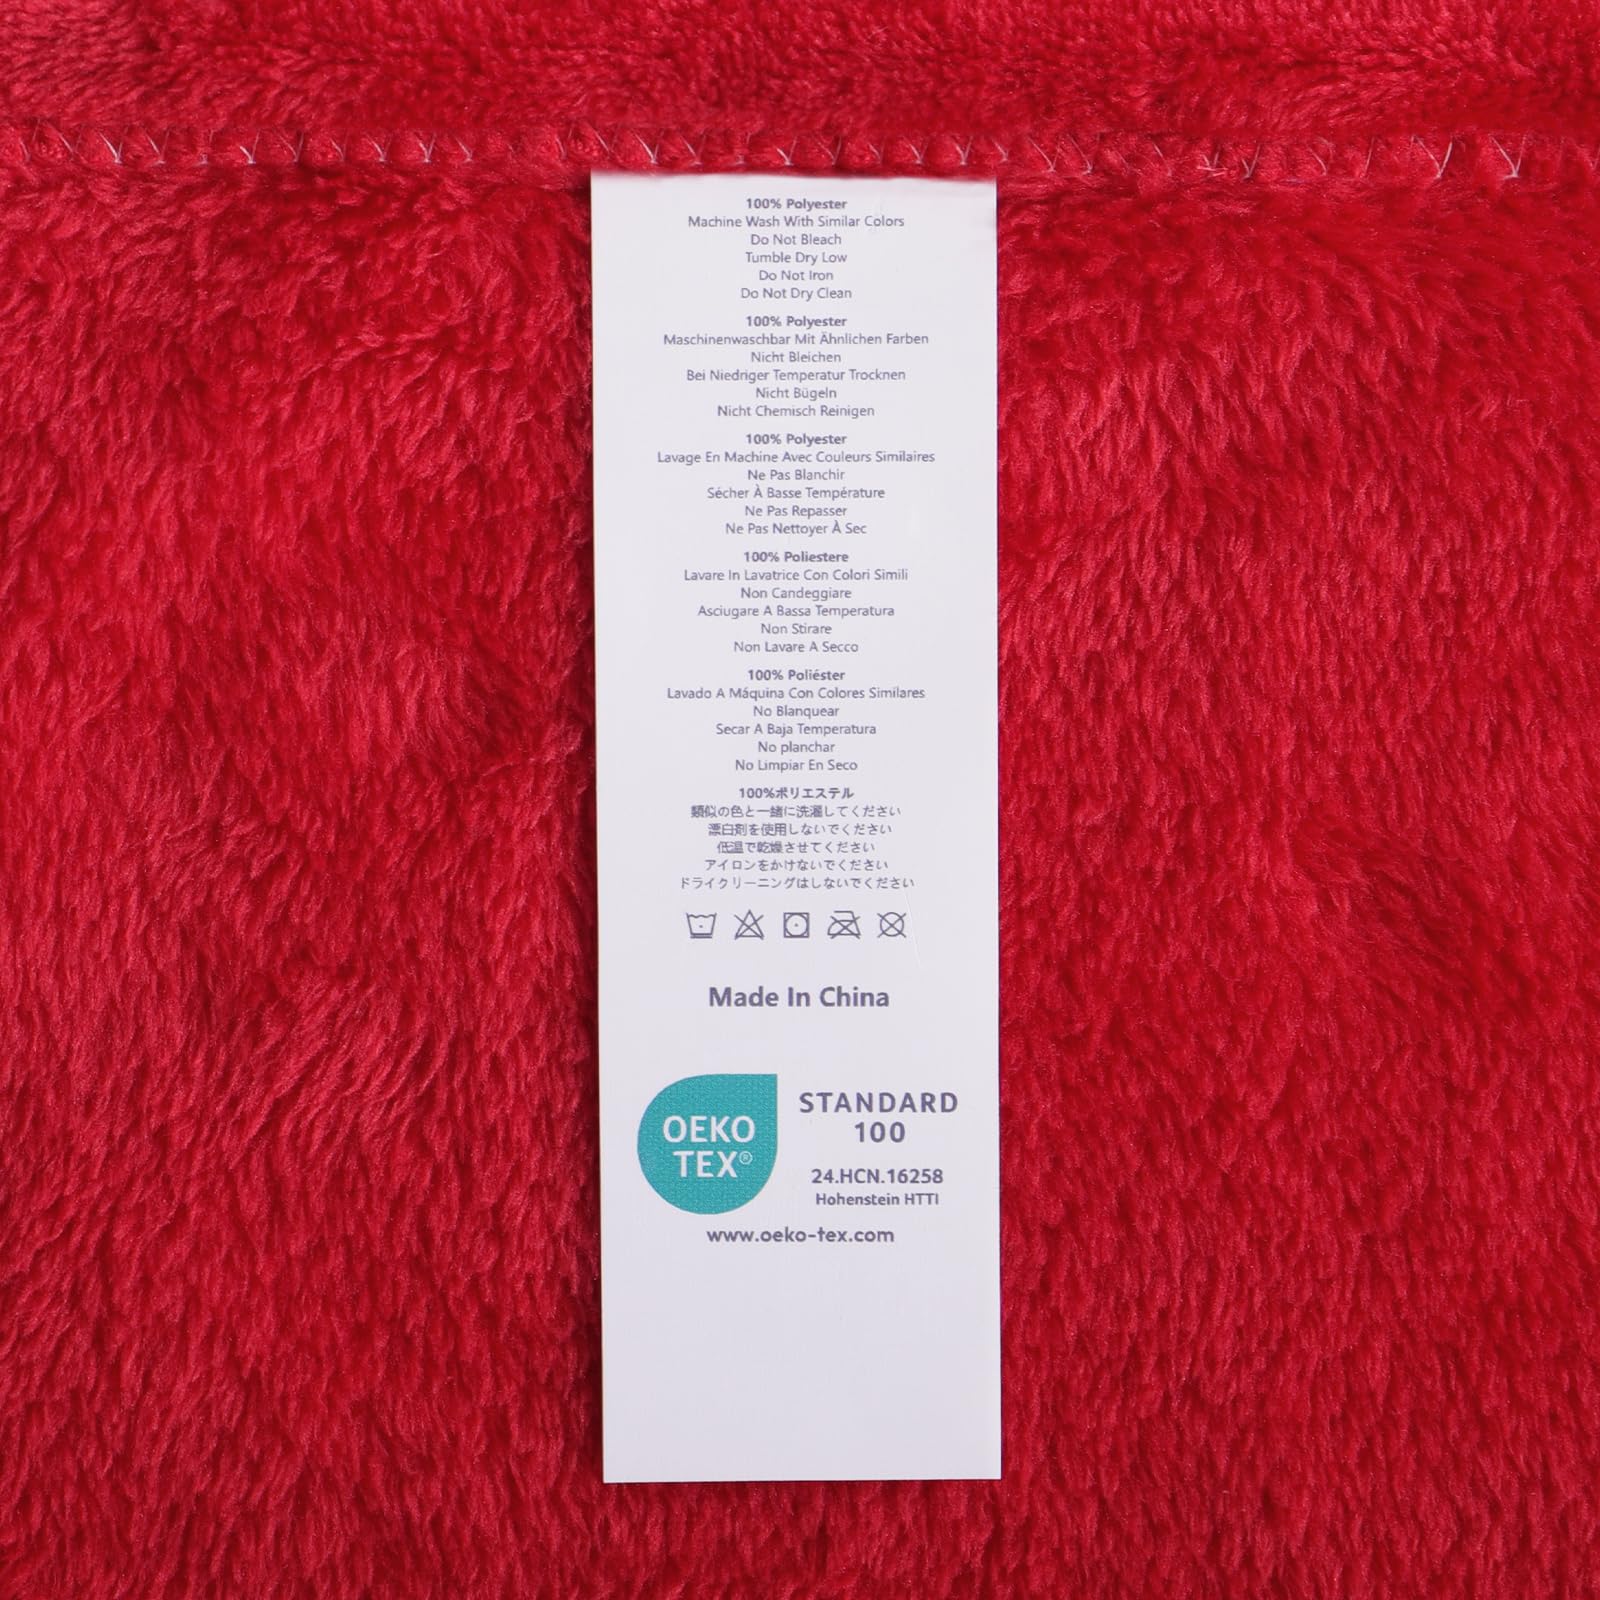 100% Polyester
Machine Wash With Similar Colors
Do Not Bleach
Tumble Dry Low
Do Not Iron
Do Not Dry Clean
100% Polyester
Maschinenwaschbar Mit Ähnlichen Farben
Nicht Bleichen
Bei Niedriger Temperatur Trocknen
Nicht Bügeln
Nicht Chemisch Reinigen
100% Polyester
Lavage En Machine Avec Couleurs Similaires
Ne Pas Blanchir
Sécher À Basse Température
Ne Pas Repasser
Ne Pas Nettoyer À Sec
100% Poliestere
Lavare In Lavatrice Con Colori Simili
Non Candeggiare
Asciugare A Bassa Temperatura
Non Stirare
Non Lavare A Secco
100% Poliéster
Lavado A Máquina Con Colores Similares
No Blanquear
Secar A Baja Temperatura
No planchar
No Limpiar En Seco
100%ポリエステル
類似の色と一緒に洗濯してください
漂白剤を使用しないでください
低温で乾燥させてください
アイロンをかけないでください
ドライクリーニングはしないでください
Made In China
OEKO
TEX®
STANDARD
100
24.HCN.16258
Hohenstein HTTI
www.oeko-tex.com